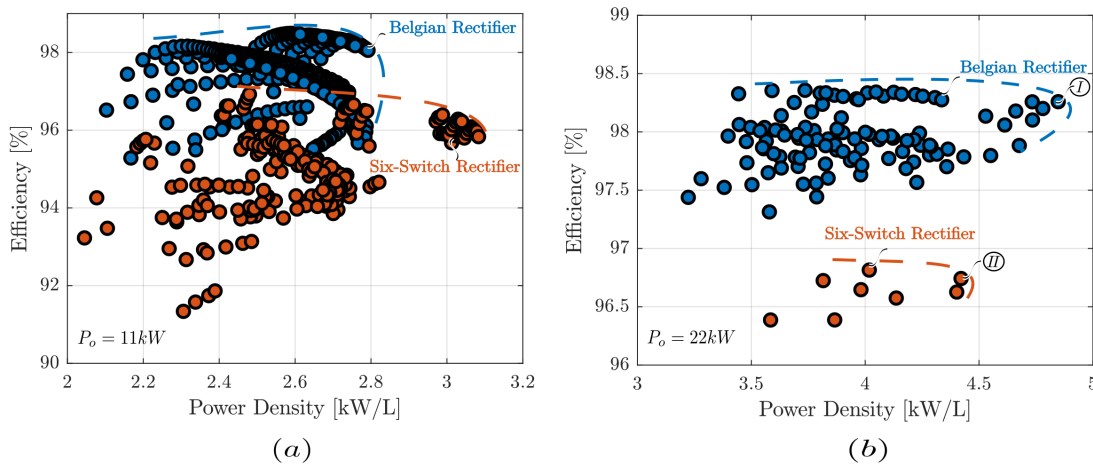 98
96
94
92
90
Efficiency [%]
2
2.2
2.4
2.6
2.8
3
3.2
Power Density [kW/L]
Belgian Rectifier
Six-Switch Rectifier
P_o = 11kW
(a)
99
98.5
98
97.5
97
96.5
96
Efficiency [%]
3
3.5
4
4.5
5
Power Density [kW/L]
Belgian Rectifier
I
Six-Switch Rectifier
II
P_o = 22kW
(b)